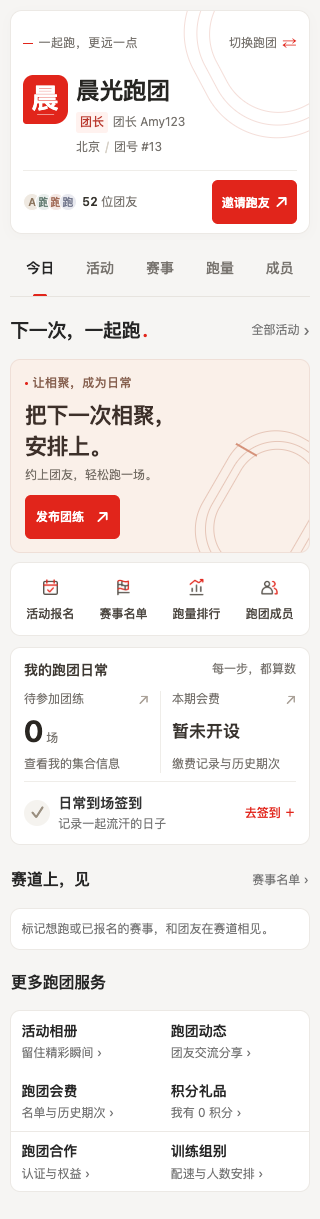 一起跑，更远一点
切换跑团
晨
晨光跑团
团长 团长 Amy123
北京 / 团号 #13
A 跑 跑 跑 52 位团友
邀请跑友
今日 活动 赛事 跑量 成员
下一次，一起跑.
全部活动 ›
让相聚，成为日常
把下一次相聚，
安排上。
约上团友，轻松跑一场。
发布团练
活动报名 赛事名单 跑量排行 跑团成员
我的跑团日常
每一步，都算数
待参加团练
0 场
查看我的集合信息
本期会费
暂未开设
缴费记录与历史期次
日常到场签到
记录一起流汗的日子
去签到 +
赛道上，见
赛事名单 ›
标记想跑或已报名的赛事，和团友在赛道相见。
更多跑团服务
活动相册
留住精彩瞬间 ›
跑团动态
团友交流分享 ›
跑团会费
名单与历史期次 ›
积分礼品
我有 0 积分 ›
跑团合作
认证与权益 ›
训练组别
配速与人数安排 ›